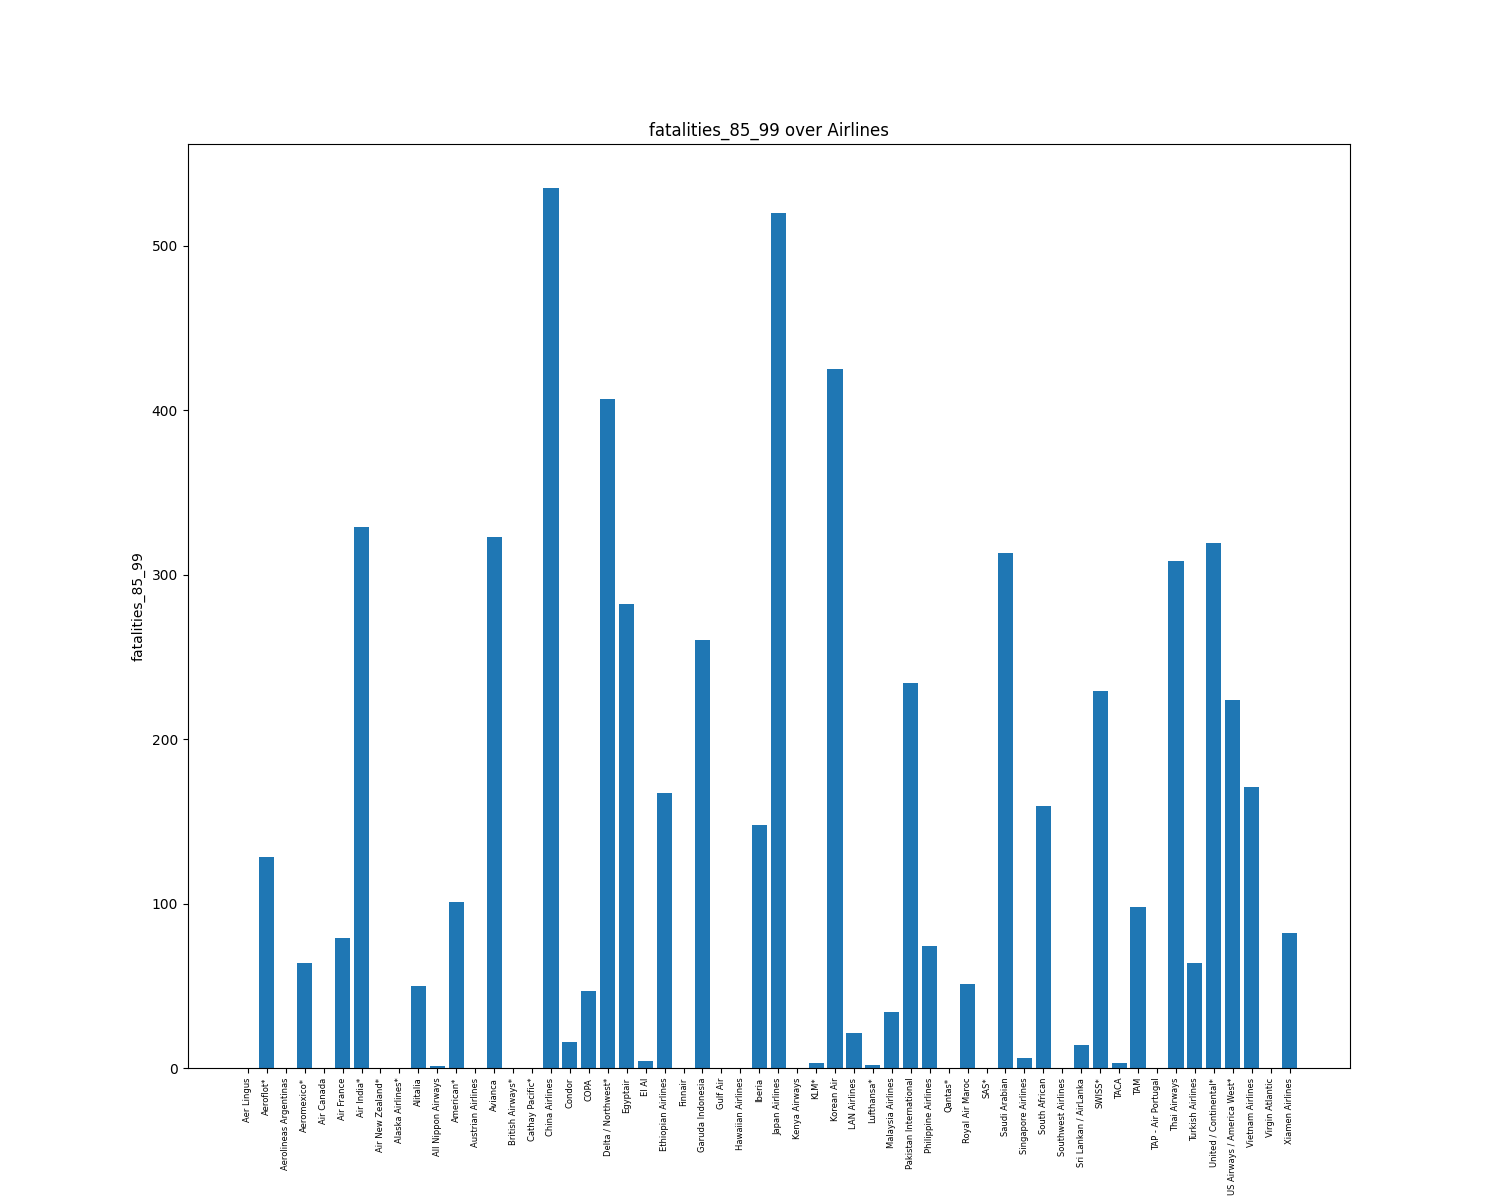 fatalities_85_99 over Airlines
fatalities_85_99
500
400
300
200
100
0
Aer Lingus
Aeroflot*
Aerolineas Argentinas
Aeromexico*
Air Canada
Air France
Air India*
Air New Zealand*
Alaska Airlines*
Alitalia
All Nippon Airways
American*
Austrian Airlines
Avianca
British Airways*
Cathay Pacific*
China Airlines
Condor
COPA
Delta / Northwest*
Egyptair
El Al
Ethiopian Airlines
Finnair
Garuda Indonesia
Gulf Air
Hawaiian Airlines
Iberia
Japan Airlines
Kenya Airways
KLM*
Korean Air
LAN Airlines
Lufthansa*
Malaysia Airlines
Pakistan International
Philippine Airlines
Qantas*
Royal Air Maroc
SAS*
Saudi Arabian
Singapore Airlines
South African
Southwest Airlines
Sri Lankan / AirLanka
SWISS*
TACA
TAM
TAP - Air Portugal
Thai Airways
Turkish Airlines
United / Continental*
US Airways / America West*
Vietnam Airlines
Virgin Atlantic
Xiamen Airlines